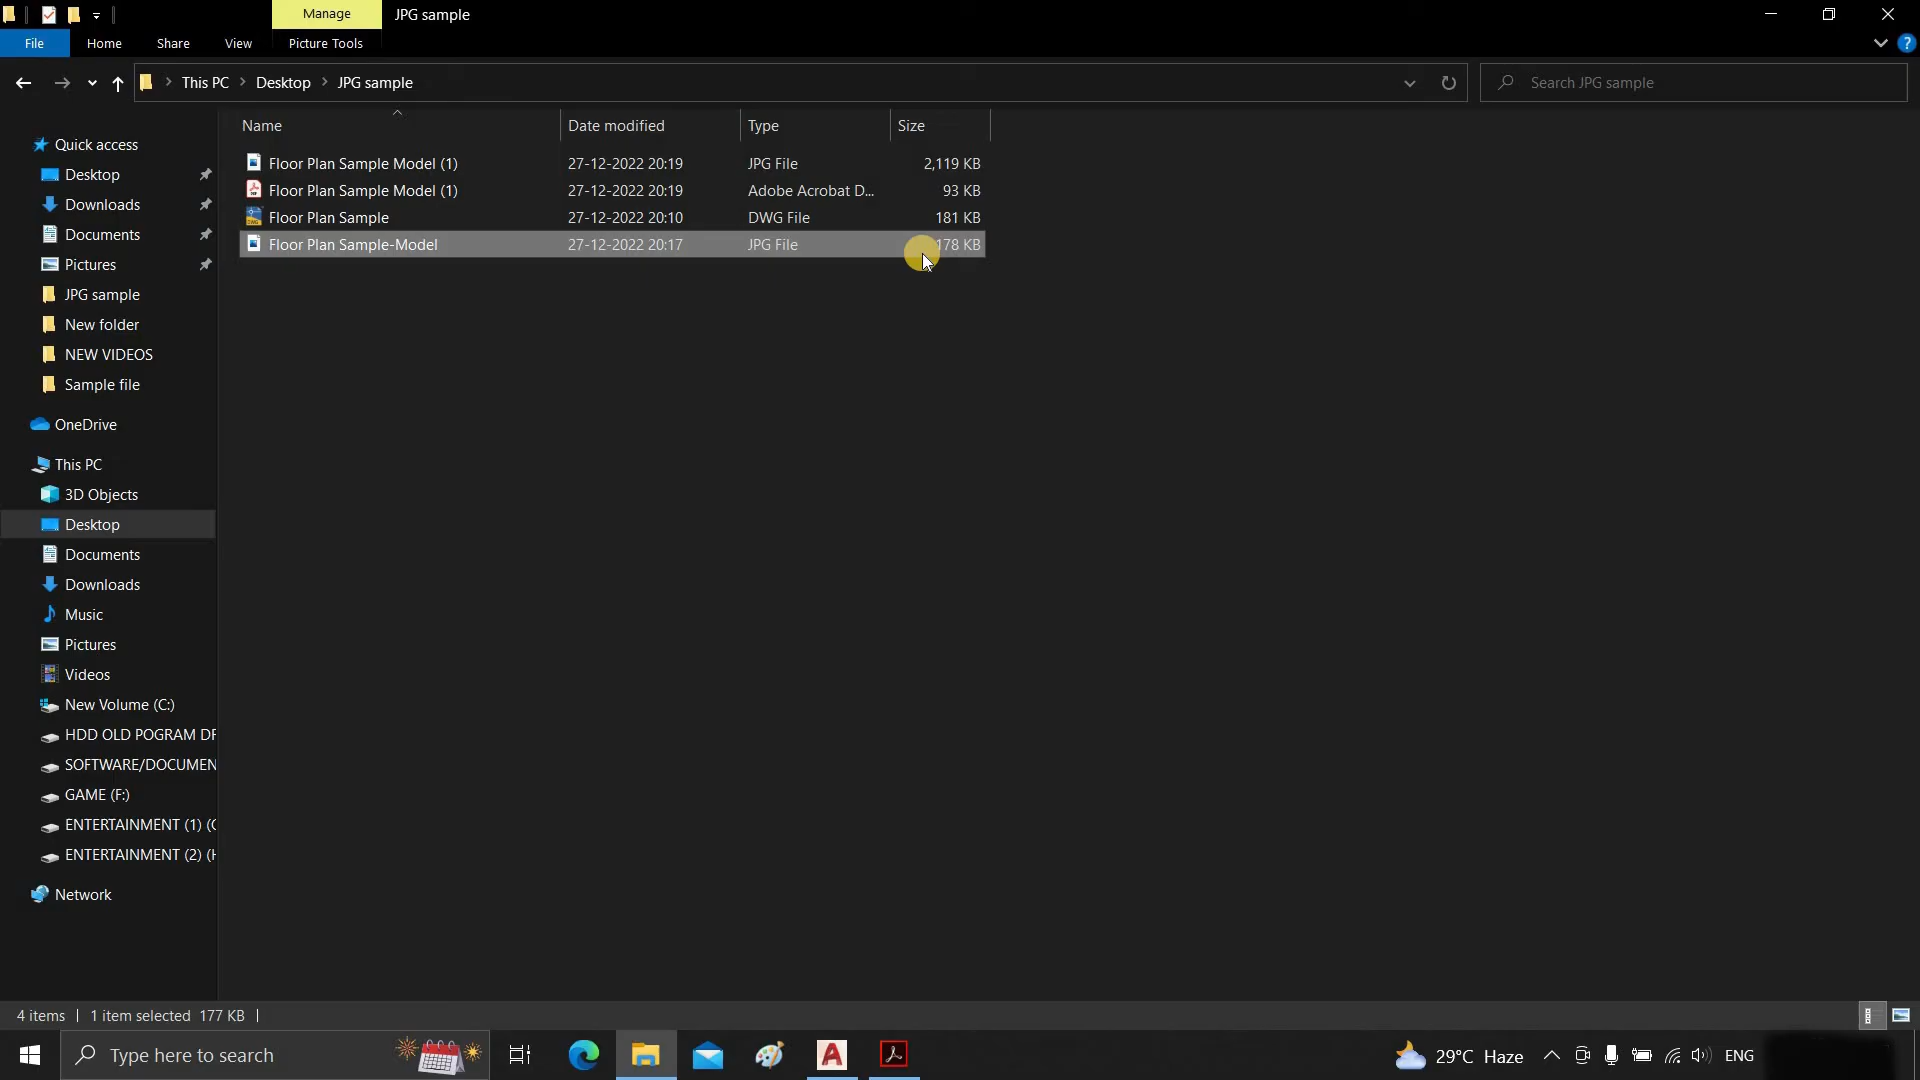 Manage
JPG sample
File
Home
Share
View
Picture Tools
This PC
Desktop
JPG sample
Search JPG sample
Name
Date modified
Type
Size
Floor Plan Sample Model (1)
27-12-2022 20:19
JPG File
2,119 KB
Floor Plan Sample Model (1)
27-12-2022 20:19
Adobe Acrobat D...
93 KB
Floor Plan Sample
27-12-2022 20:10
DWG File
181 KB
Floor Plan Sample-Model
27-12-2022 20:17
JPG File
178 KB
Quick access
Desktop
Downloads
Documents
Pictures
JPG sample
New folder
NEW VIDEOS
Sample file
OneDrive
This PC
3D Objects
Desktop
Documents
Downloads
Music
Pictures
Videos
New Volume (C:)
HDD OLD POGRAM
SOFTWARE/DOCUMEN
GAME (F:)
ENTERTAINMENT (1)
ENTERTAINMENT (2)
Network
4 items
1 item selected 177 KB
Type here to search
29°C Haze
ENG